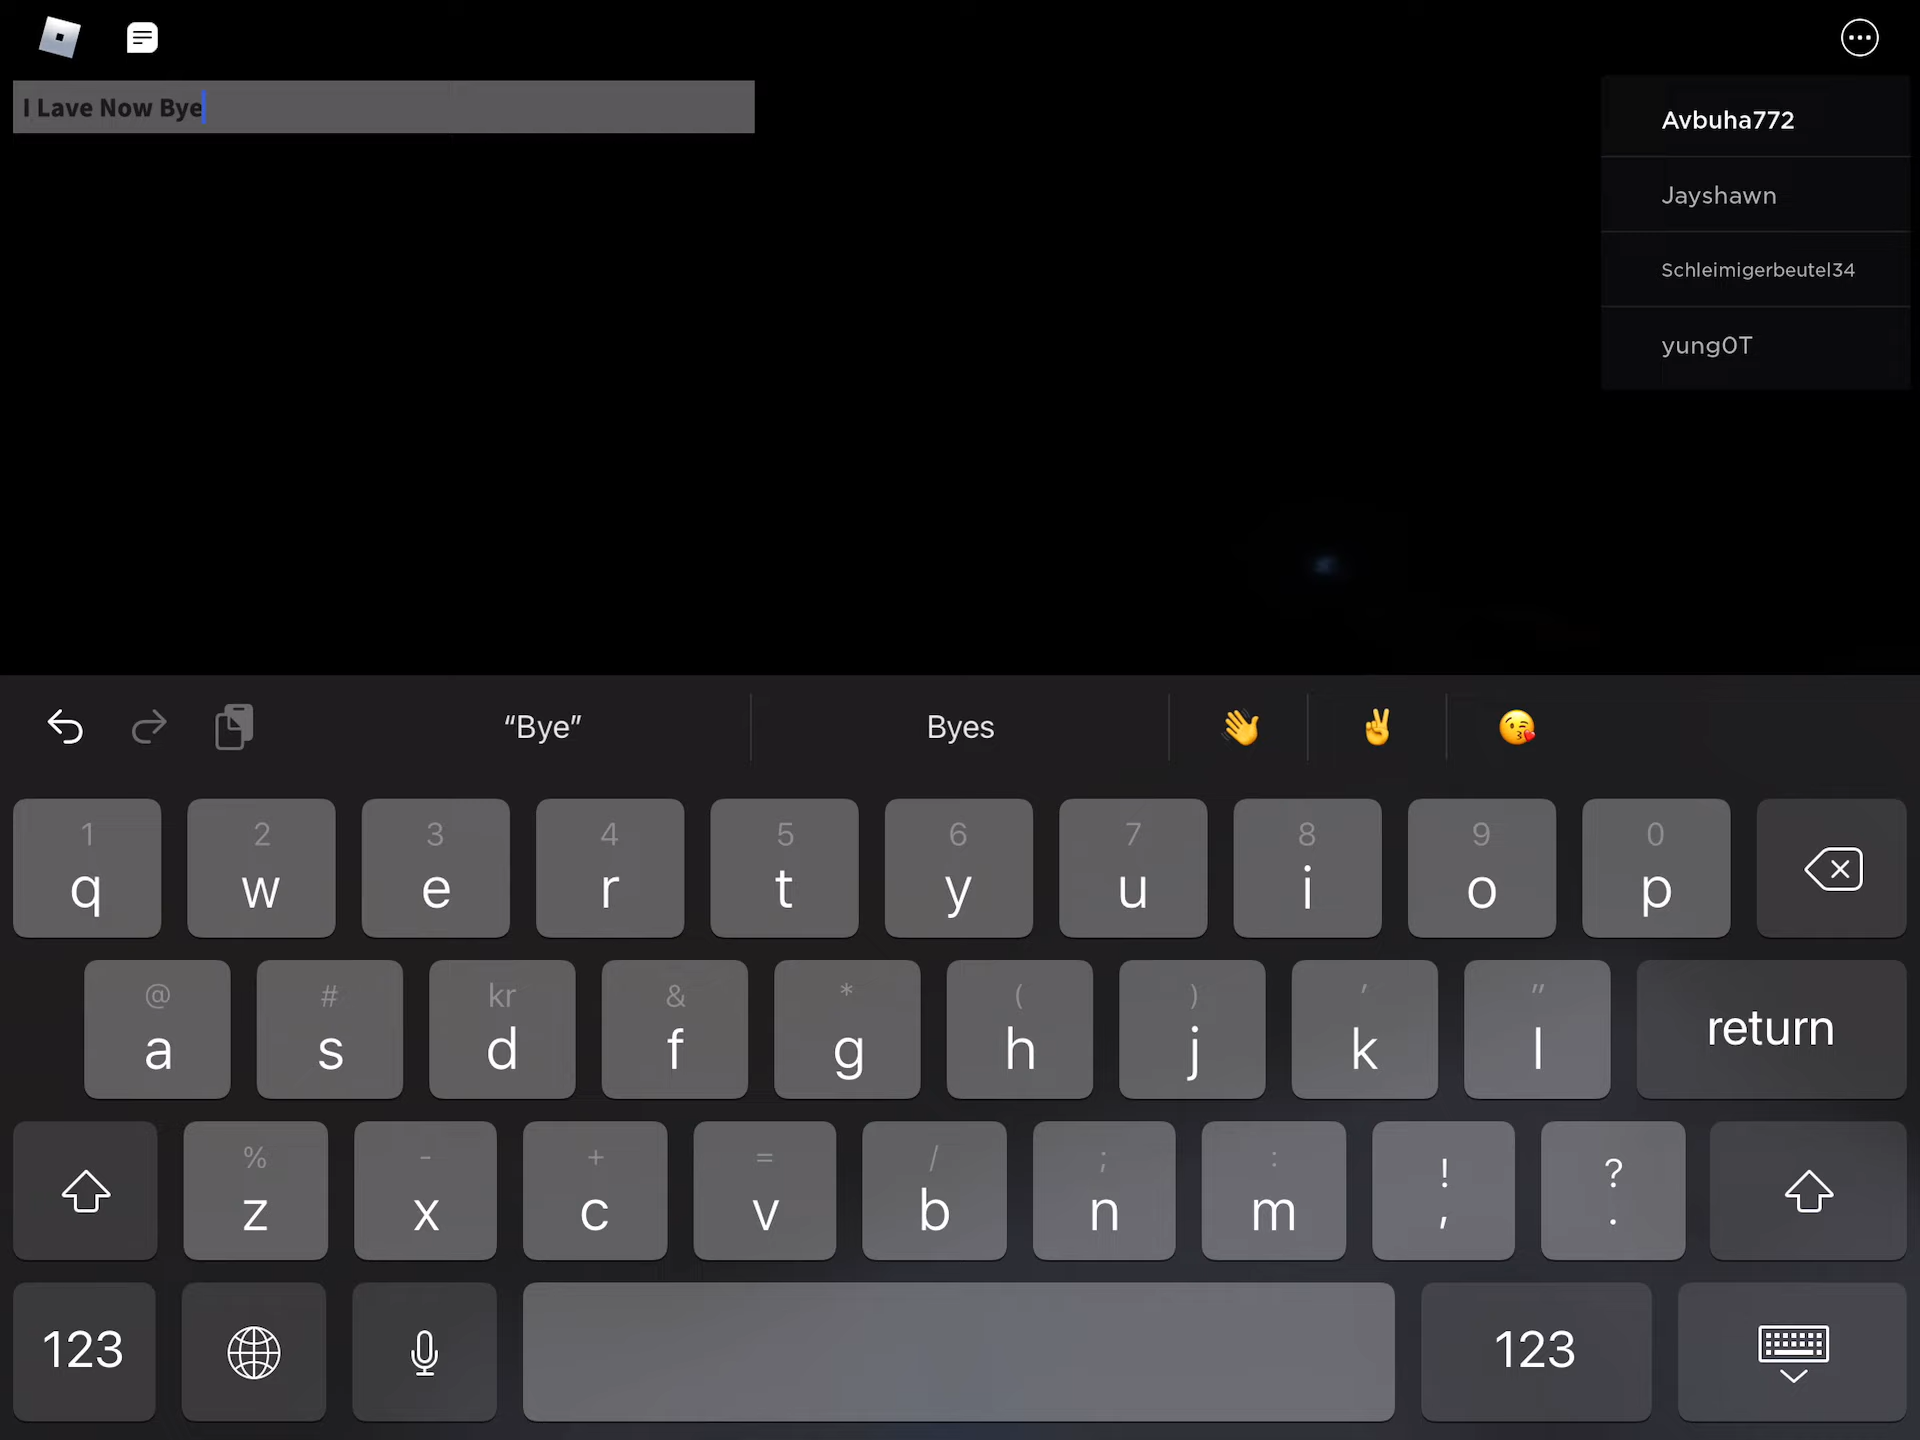 I Lave Now Bye
Avbuha772
Jayshawn
Schleimigerbeutel34
yung0T
“Bye” Byes 👋 ✌️ 😘
1 2 3 4 5 6 7 8 9 0
q w e r t y u i o p
@ # kr & * ( ) ' "
a s d f g h j k l return
% - + = / ; : ! ?
z x c v b n m , .
123 123